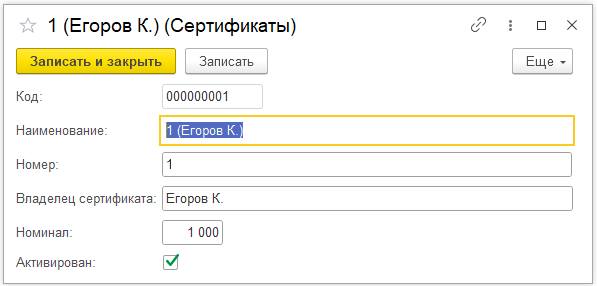 1 (Егоров К.) (Сертификаты)
Записать и закрыть Записать Еще
Код: 000000001
Наименование: 1 (Егоров К.)
Номер: 1
Владелец сертификата: Егоров К.
Номинал: 1 000
Активирован: